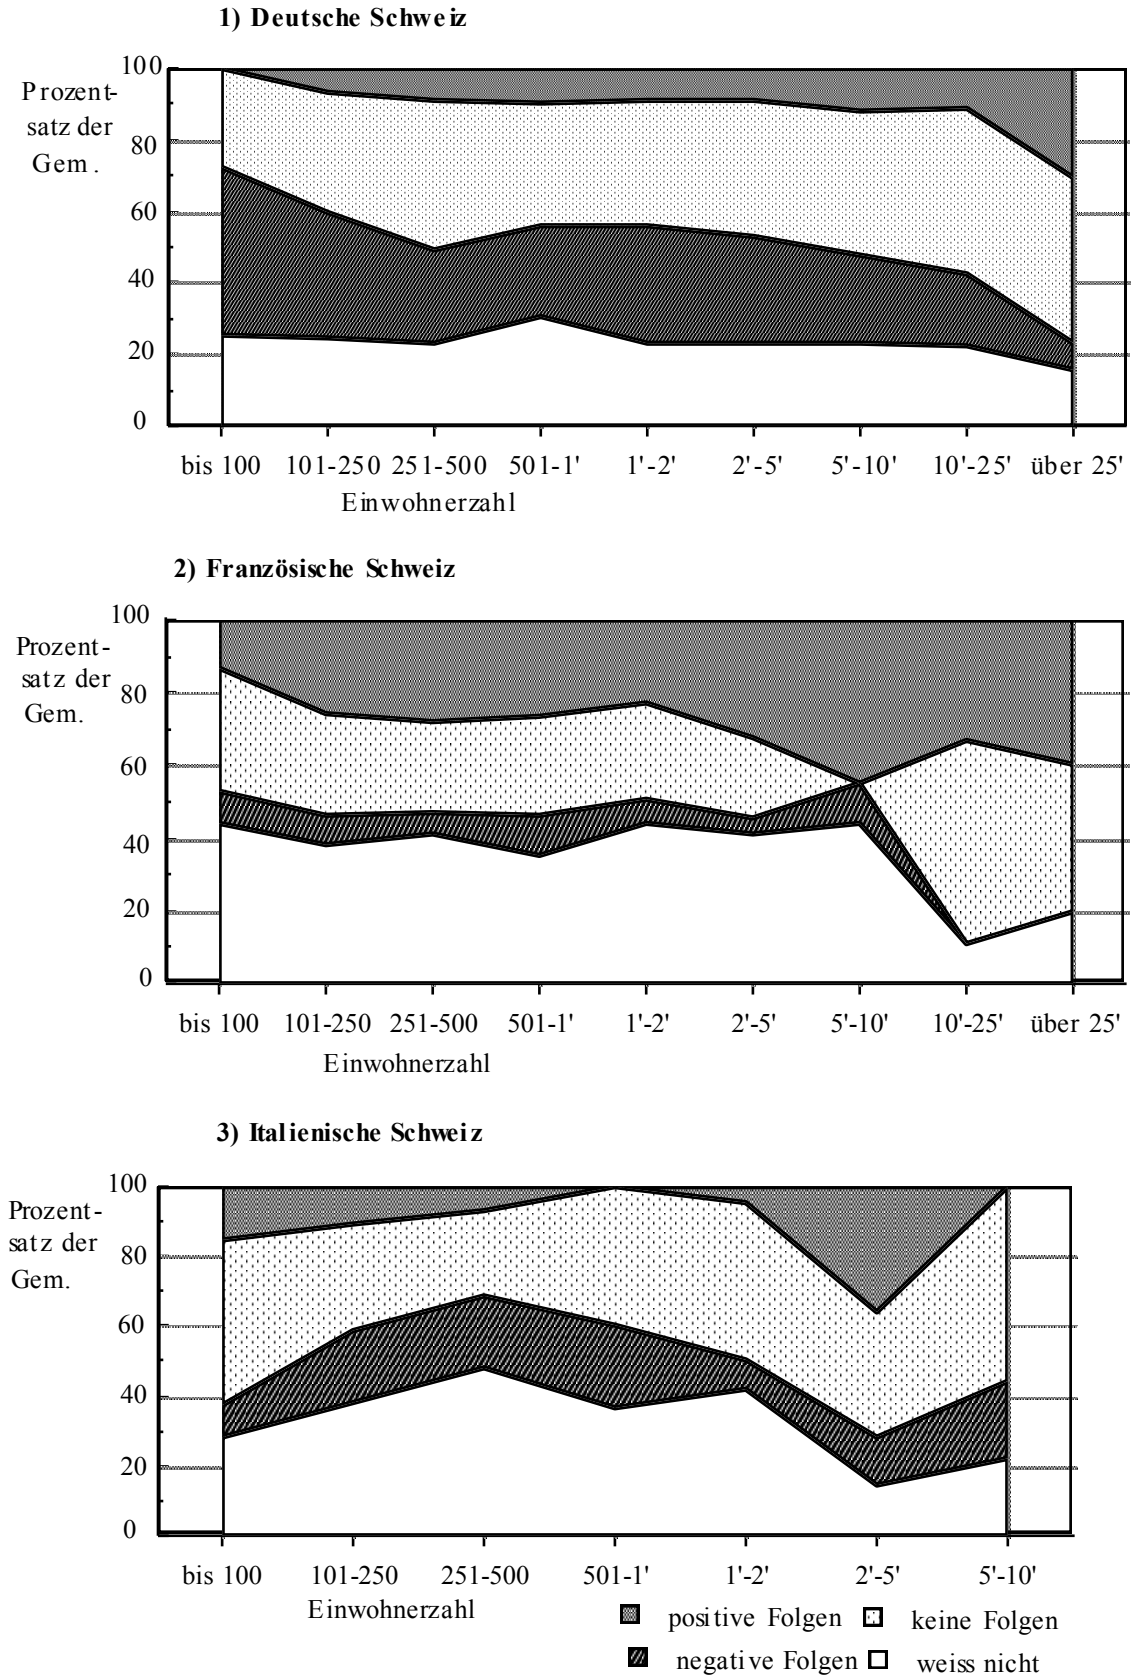 1) Deutsche Schweiz
Prozent-
satz der
Gem.
100
80
60
40
20
0
bis 100 101-250 251-500 501-1' 1'-2' 2'-5' 5'-10' 10'-25' über 25'
Einwohnerzahl
2) Französische Schweiz
Prozent-
satz der
Gem.
100
80
60
40
20
0
bis 100 101-250 251-500 501-1' 1'-2' 2'-5' 5'-10' 10'-25' über 25'
Einwohnerzahl
3) Italienische Schweiz
Prozent-
satz der
Gem.
100
80
60
40
20
0
bis 100 101-250 251-500 501-1' 1'-2' 2'-5' 5'-10'
Einwohnerzahl
positive Folgen keine Folgen
negative Folgen weiss nicht